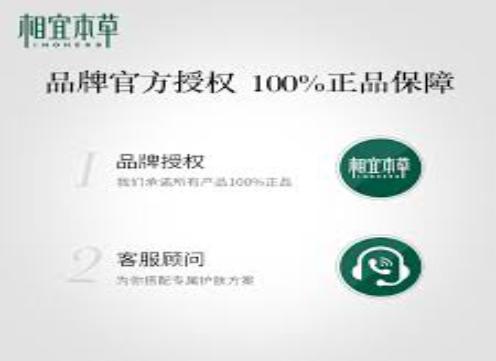 相宜本草
INOHERB
品牌官方授权 100%正品保障
1 品牌授权
我们承诺所有产品100%正品
相宜本草
INOHERB
2 客服顾问
为你搭配专属护肤方案